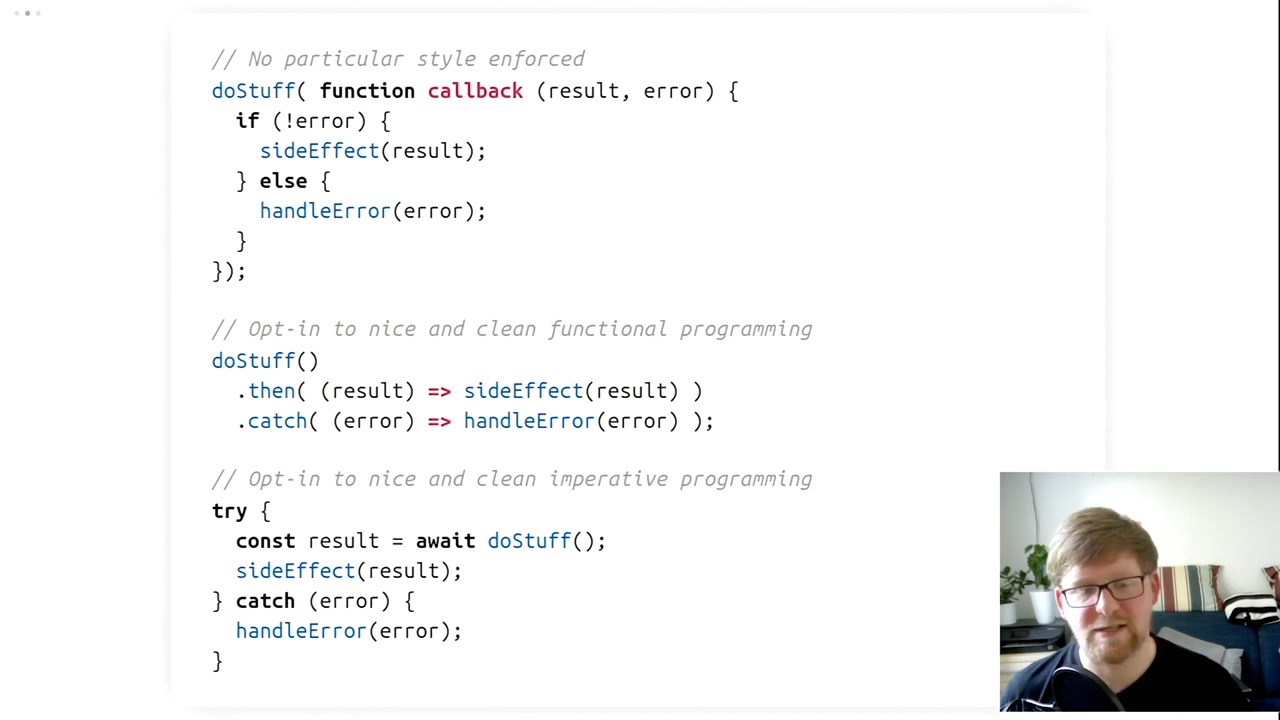 // No particular style enforced
doStuff( function callback (result, error) {
  if (!error) {
    sideEffect(result);
  } else {
    handleError(error);
  }
});
// Opt-in to nice and clean functional programming
doStuff()
  .then( (result) => sideEffect(result) )
  .catch( (error) => handleError(error) );
// Opt-in to nice and clean imperative programming
try {
  const result = await doStuff();
  sideEffect(result);
} catch (error) {
  handleError(error);
}